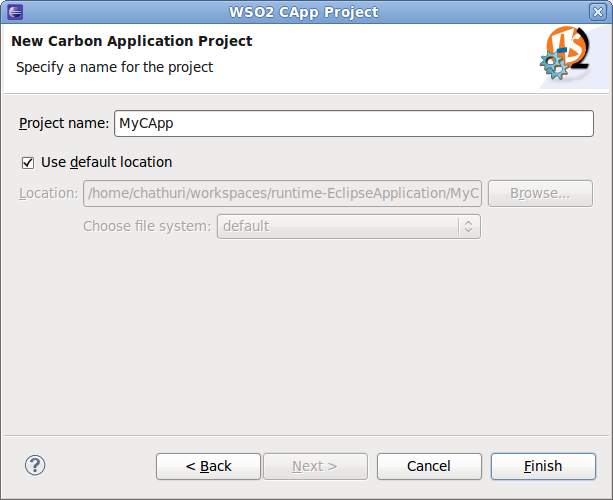 WSO2 CApp Project
New Carbon Application Project
Specify a name for the project
Project name: MyCApp
Use default location
Location: /home/chathuri/workspaces/runtime-EclipseApplication/MyC Browse...
Choose file system: default
? < Back Next > Cancel Finish